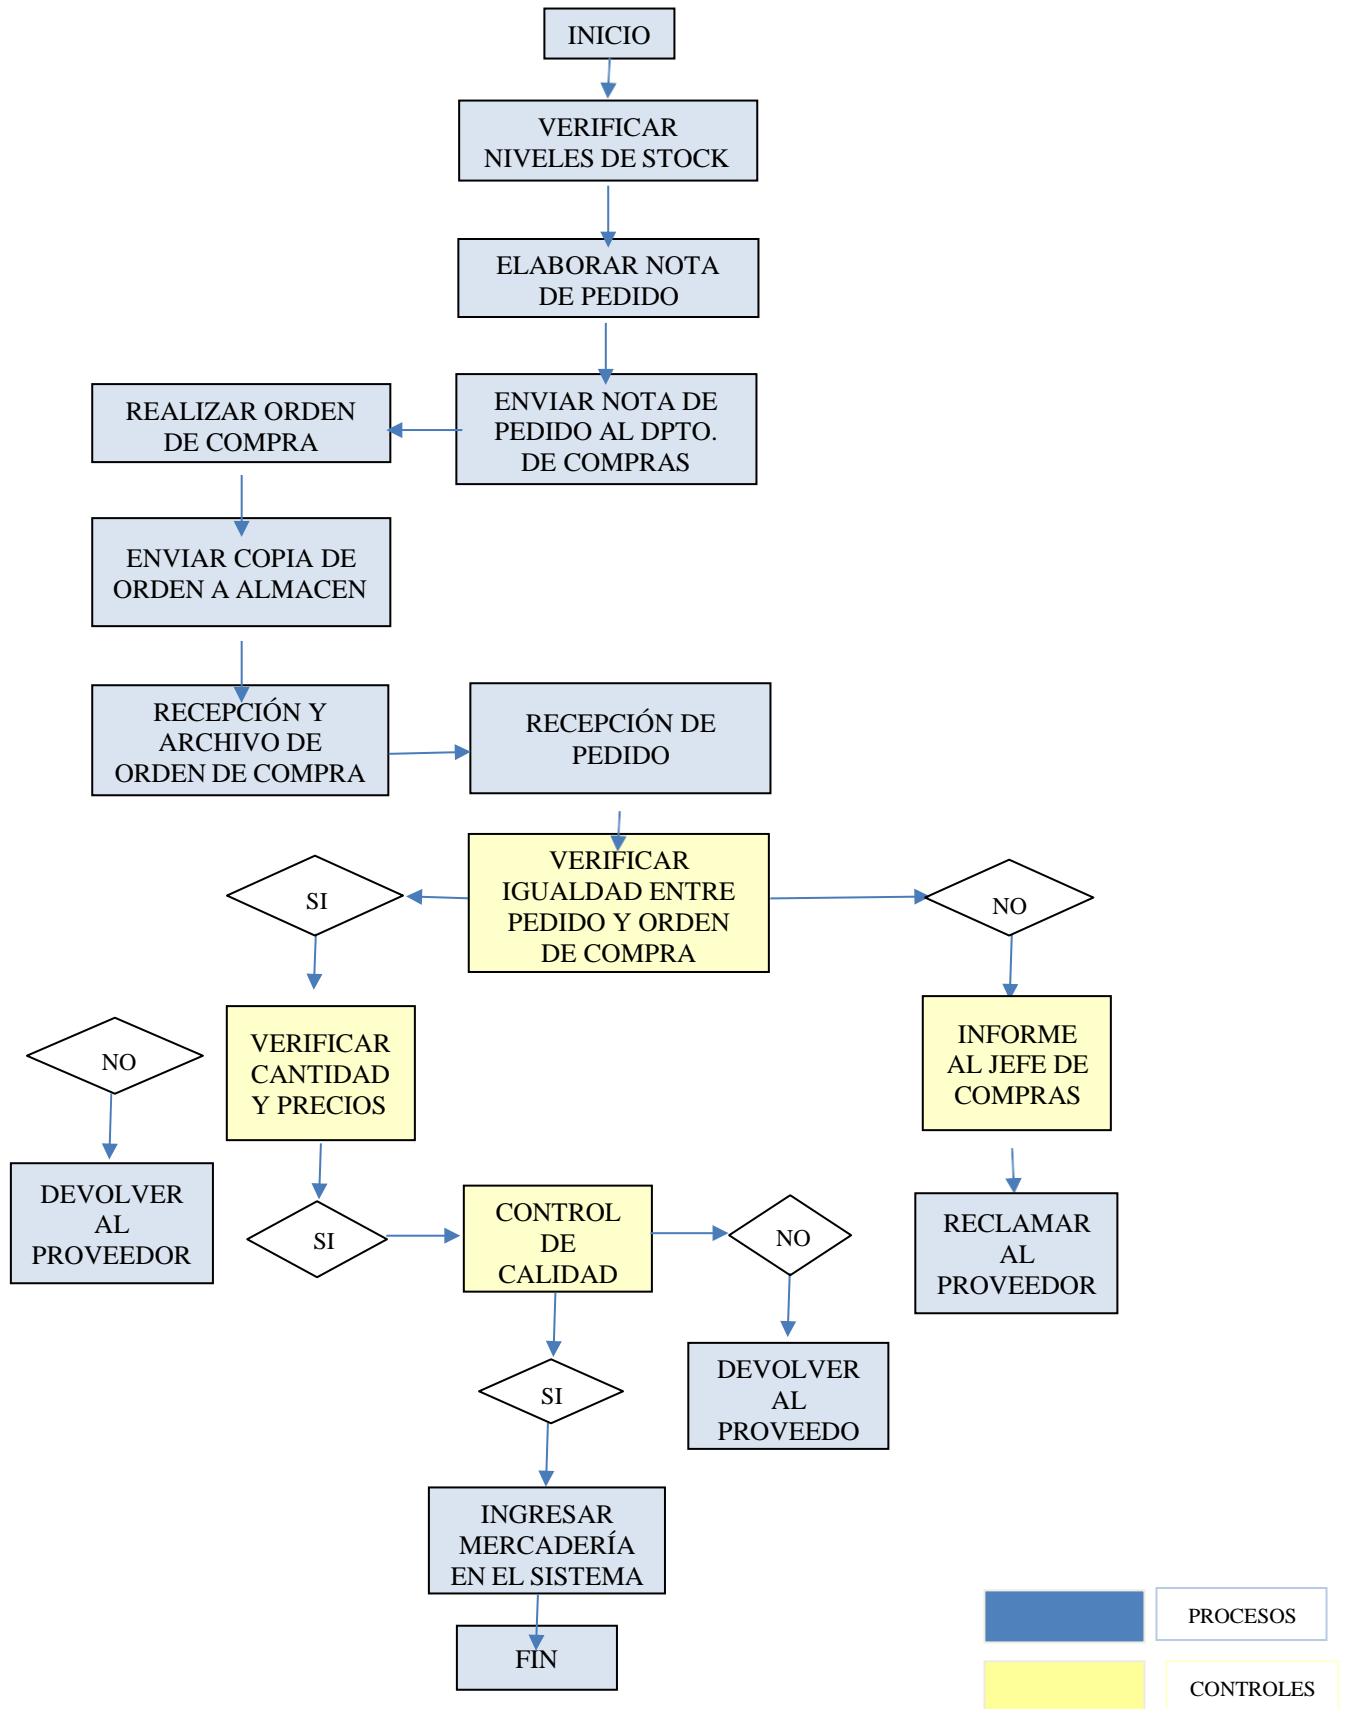 INICIO
VERIFICAR
NIVELES DE STOCK
ELABORAR NOTA
DE PEDIDO
ENVIAR NOTA DE
PEDIDO AL DPTO.
DE COMPRAS
REALIZAR ORDEN
DE COMPRA
ENVIAR COPIA DE
ORDEN A ALMACEN
RECEPCIÓN Y
ARCHIVO DE
ORDEN DE COMPRA
RECEPCIÓN DE
PEDIDO
VERIFICAR
IGUALDAD ENTRE
PEDIDO Y ORDEN
DE COMPRA
SI
NO
VERIFICAR
CANTIDAD
Y PRECIOS
NO
INFORME
AL JEFE DE
COMPRAS
DEVOLVER
AL
PROVEEDOR
SI
CONTROL
DE
CALIDAD
NO
RECLAMAR
AL
PROVEEDOR
SI
DEVOLVER
AL
PROVEEDO
INGRESAR
MERCADERÍA
EN EL SISTEMA
FIN
PROCESOS
CONTROLES